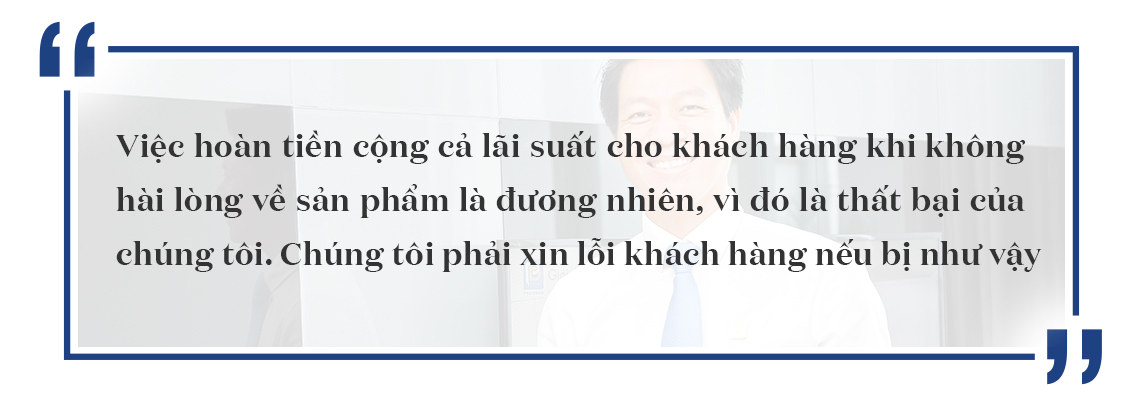 Việc hoàn tiền cộng cả lãi suất cho khách hàng khi không
hài lòng về sản phẩm là đương nhiên, vì đó là thất bại của
chúng tôi. Chúng tôi phải xin lỗi khách hàng nếu bị như vậy